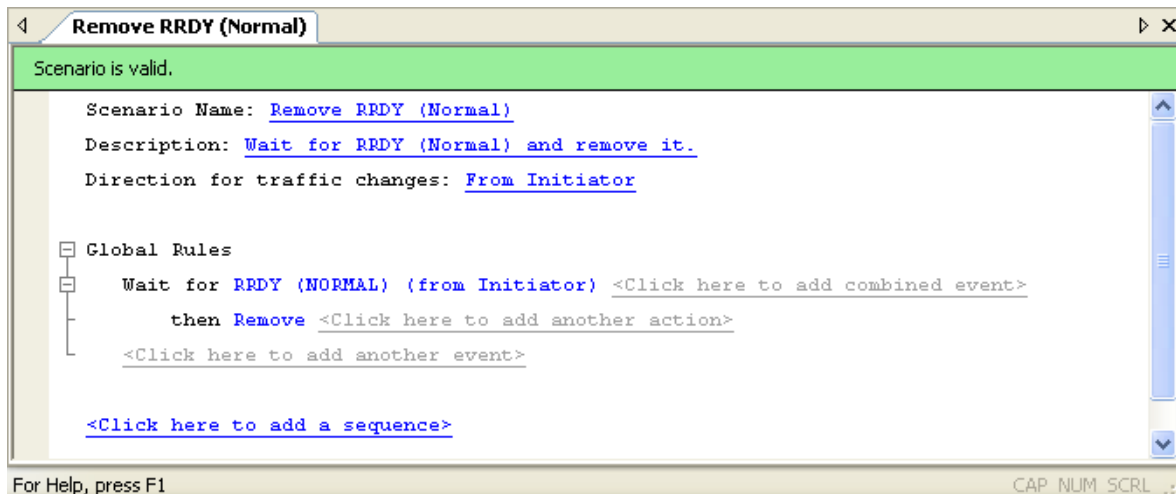 Remove RRDY (Normal)
Scenario is valid.
Scenario Name: Remove RRDY (Normal)
Description: Wait for RRDY (Normal) and remove it.
Direction for traffic changes: From Initiator
Global Rules
Wait for RRDY (NORMAL) (from Initiator) <Click here to add combined event>
then Remove <Click here to add another action>
<Click here to add another event>
<Click here to add a sequence>
For Help, press F1 CAP NUM SCRL